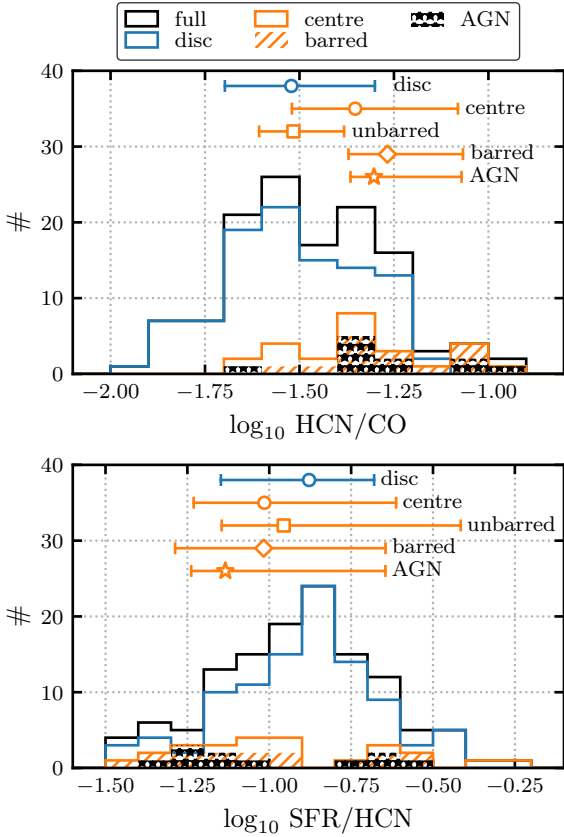 full centre AGN
disc barred
40
disc
centre
30
unbarred
barred
AGN
#
20
10
0
−2.00 −1.75 −1.50 −1.25 −1.00
log10 HCN/CO
40
disc
centre
30
unbarred
barred
AGN
#
20
10
0
−1.50 −1.25 −1.00 −0.75 −0.50 −0.25
log10 SFR/HCN